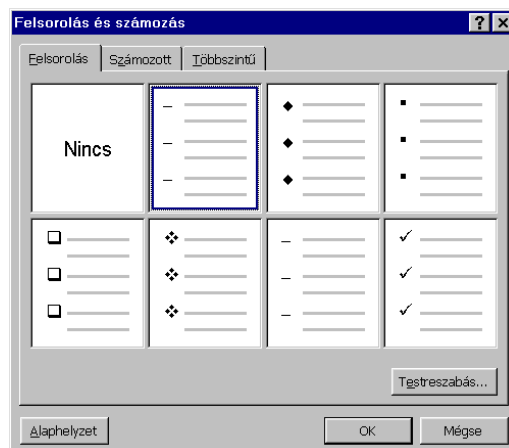 Felsorolás és számozás
Felsorolás Számozott Többszintű
Nincs
Testreszabás...
Alaphelyzet OK Mégse